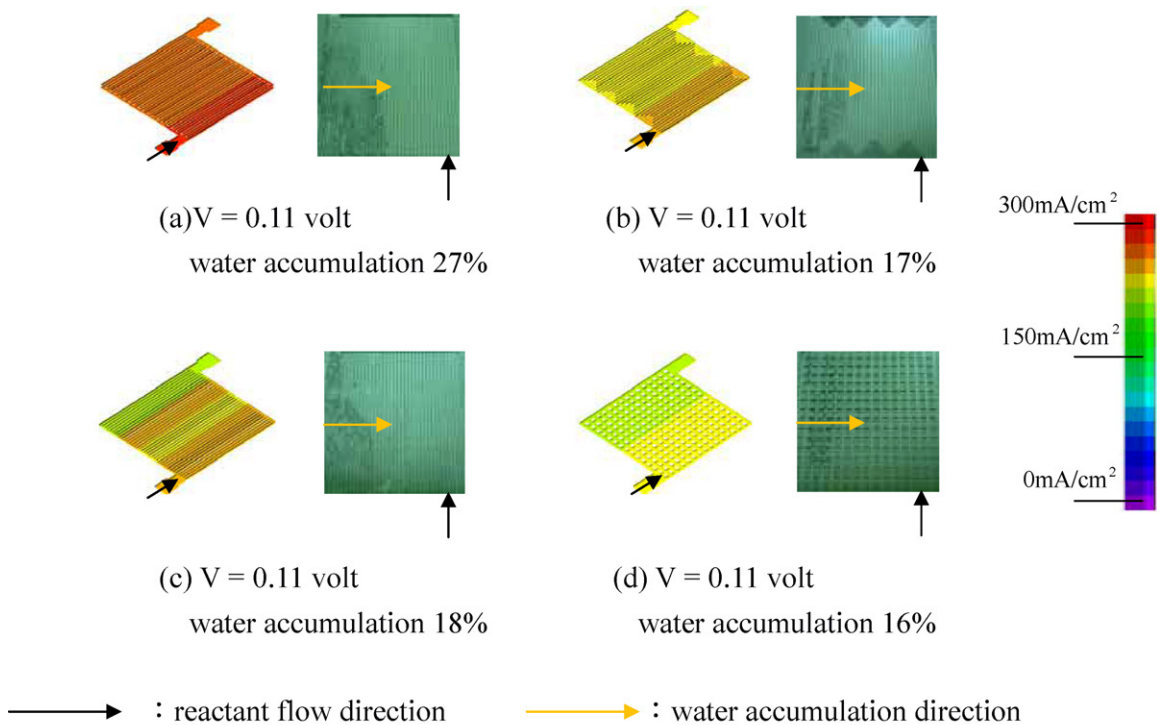 (a)V = 0.11 volt
water accumulation 27%
(b) V = 0.11 volt
water accumulation 17%
300mA/cm²
150mA/cm²
0mA/cm²
(c) V = 0.11 volt
water accumulation 18%
(d) V = 0.11 volt
water accumulation 16%
: reactant flow direction
: water accumulation direction